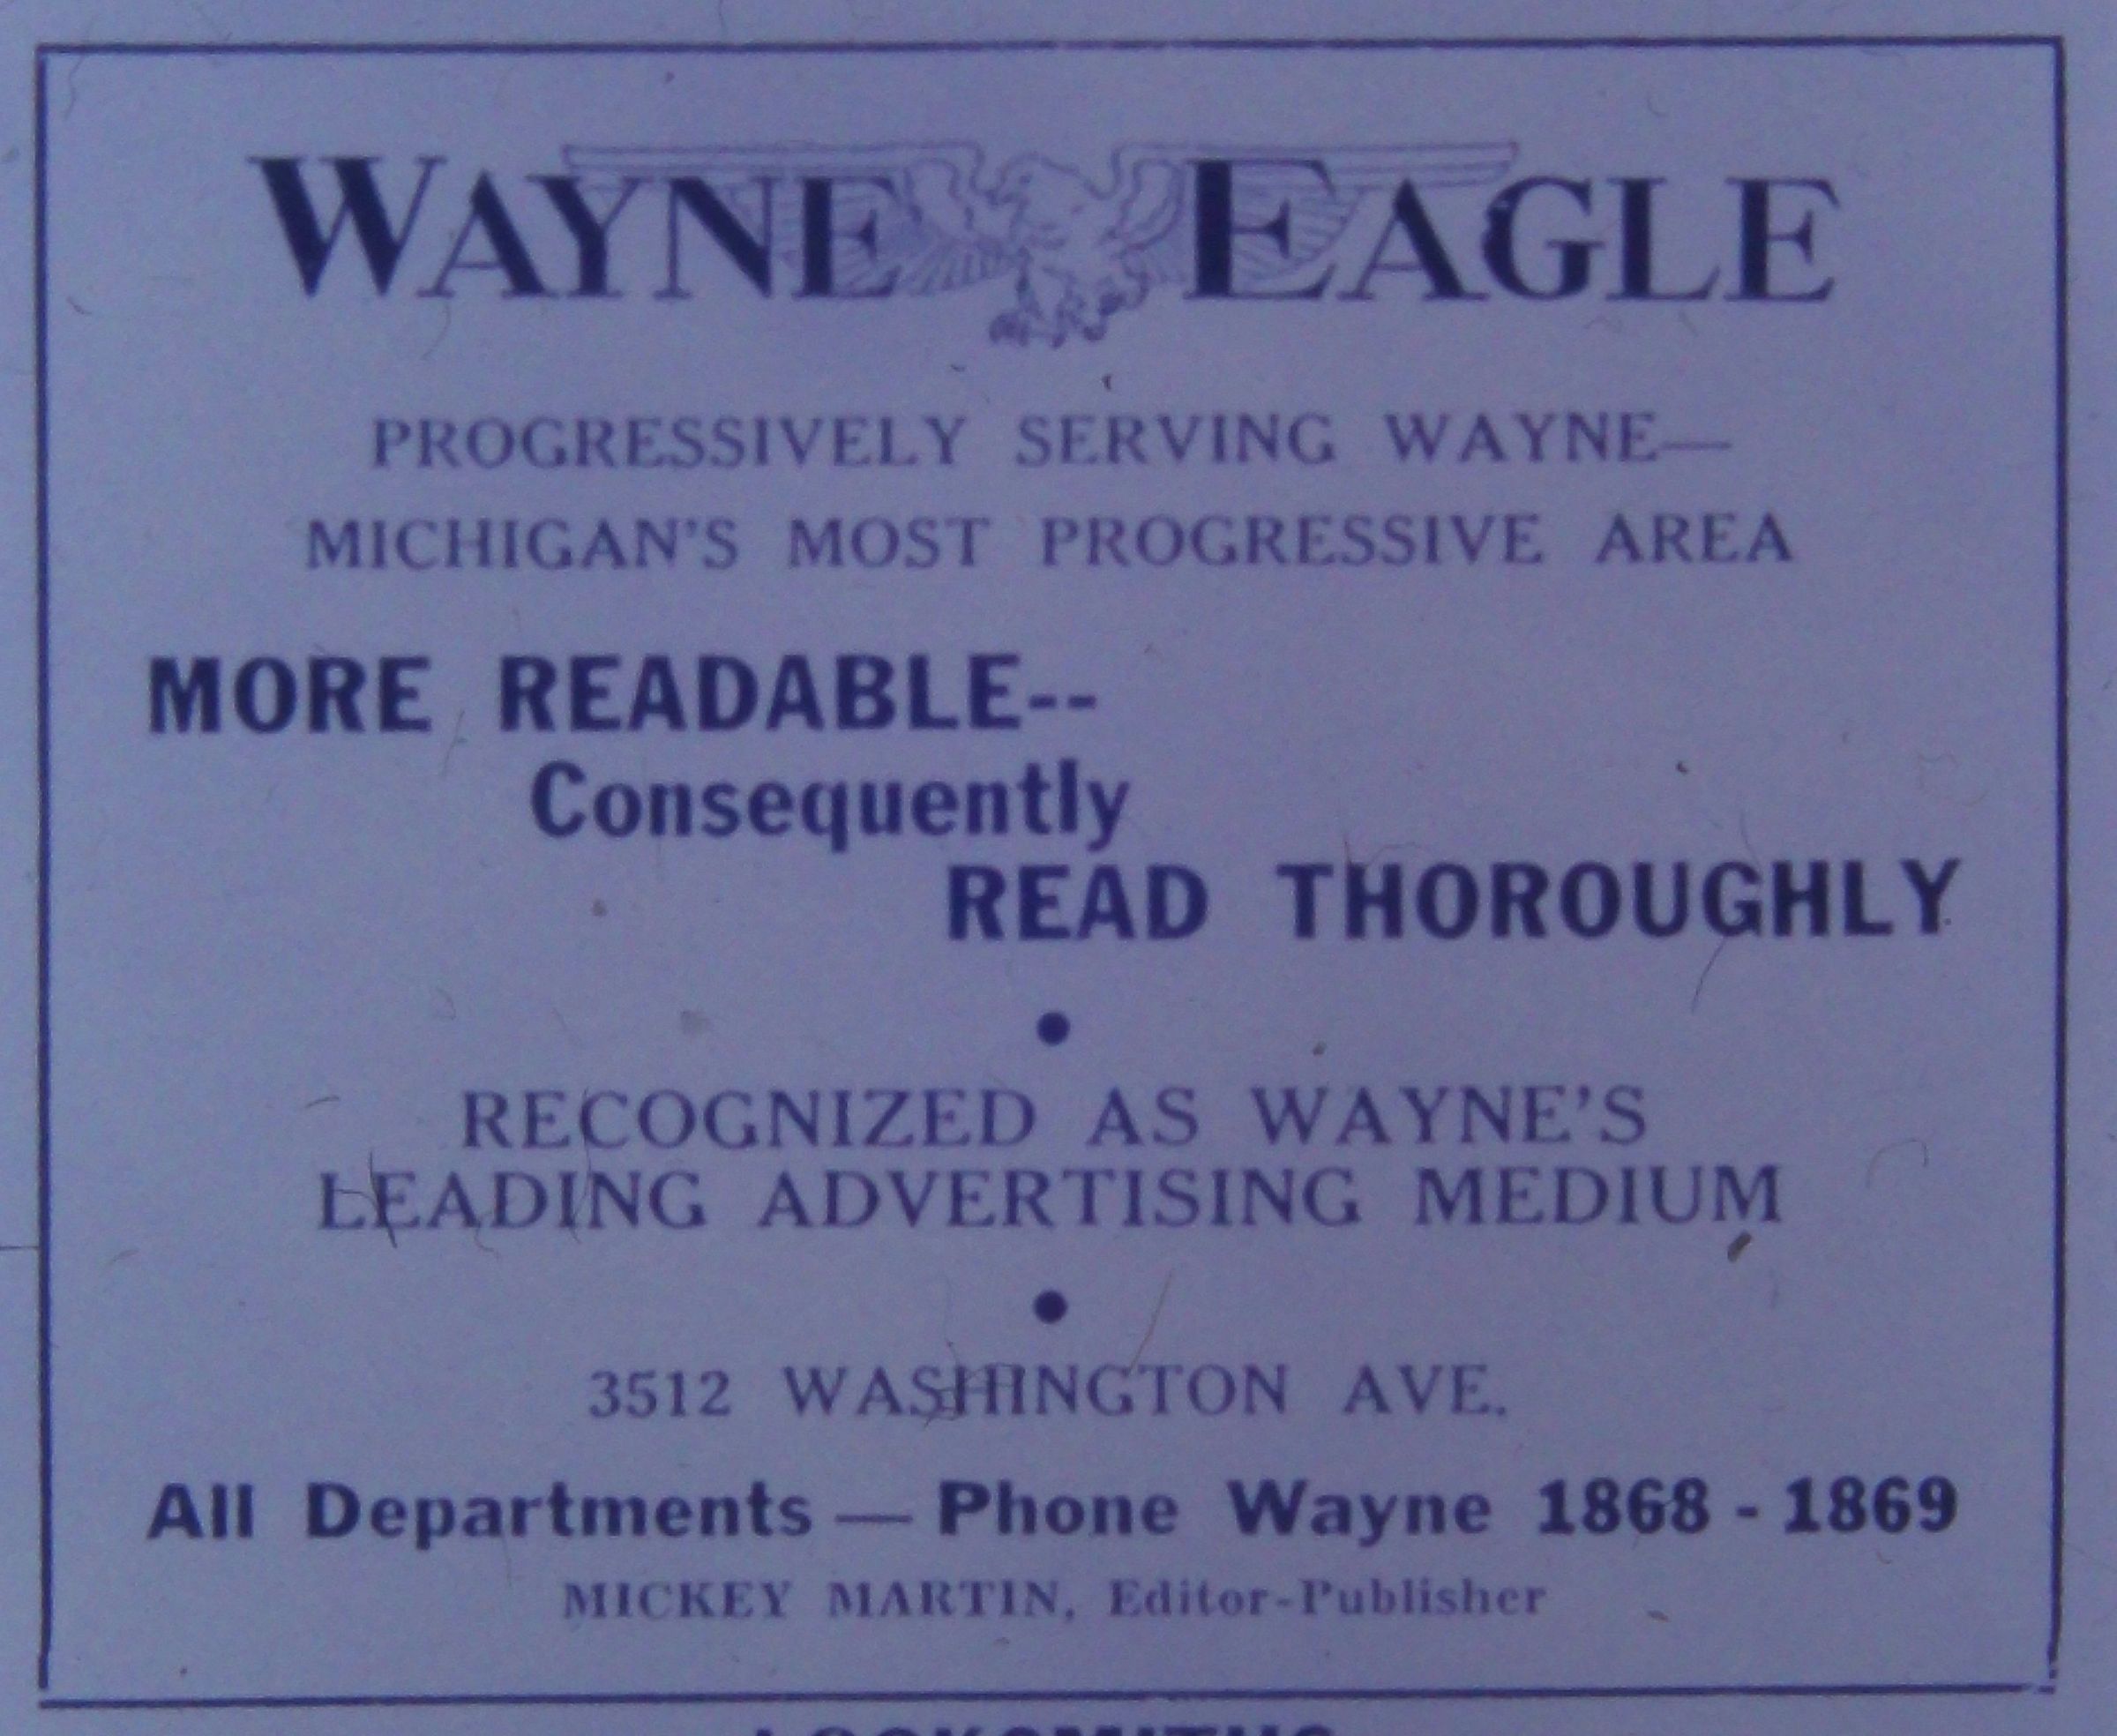 WAYNE EAGLE
PROGRESSIVELY SERVING WAYNE—
MICHIGAN'S MOST PROGRESSIVE AREA
MORE READABLE--
Consequently
READ THOROUGHLY
•
RECOGNIZED AS WAYNE'S
LEADING ADVERTISING MEDIUM
•
3512 WASHINGTON AVE.
All Departments — Phone Wayne 1868 - 1869
MICKEY MARTIN, Editor-Publisher
LOCKSMITHS